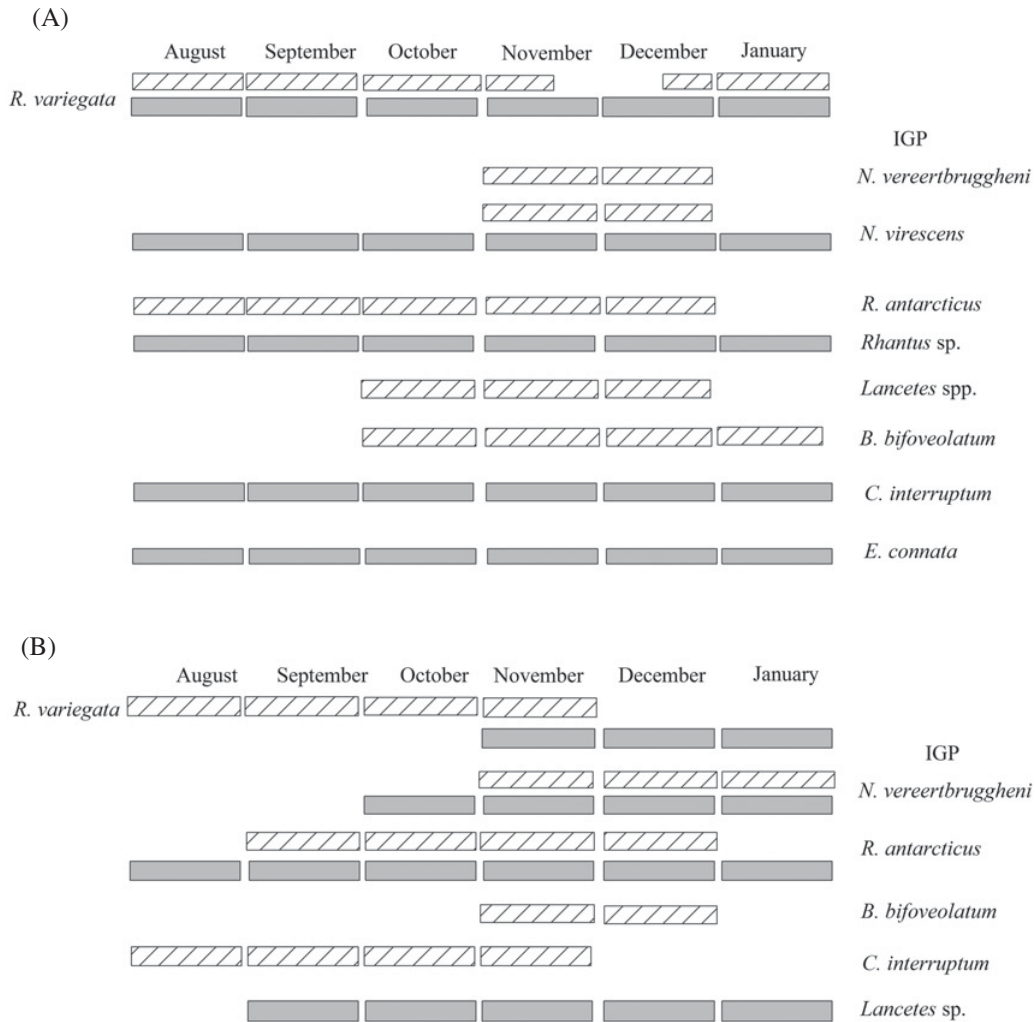 (A)
August September October November December January
R. variegata
IGP
N. vereertbruggheni
N. virescens
R. antarcticus
Rhantus sp.
Lancetes spp.
B. bifoveolatum
C. interruptum
E. connata
(B)
August September October November December January
R. variegata
IGP
N. vereertbruggheni
R. antarcticus
B. bifoveolatum
C. interruptum
Lancetes sp.